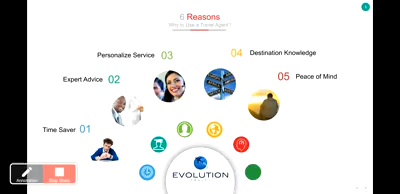 6 Reasons
Why to Use a Travel Agent?
Personalize Service 03
04 Destination Knowledge
Expert Advice 02
05 Peace of Mind
Time Saver 01
EVOLUTION
Annotation
Stop Share